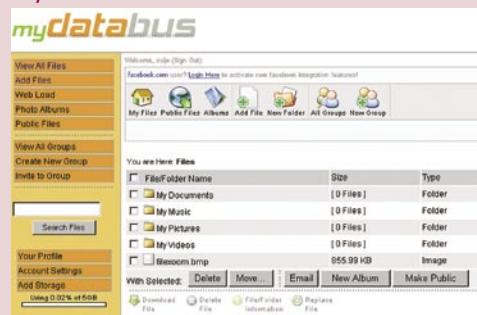 mydatabus
View All Files
Add Files
Web Load
Photo Albums
Public Files
View All Groups
Create New Group
Invite to Group
Search Files
Your Profile
Account Settings
Add Storage
Using 0.02% of 5GB
Welcome, (Sign Out)
facebook.com user? Login Here to activate new facebook integration features!
My Files Public Files Albums Add File New Folder All Groups New Group
You are Here: Files
File/Folder Name Size Type
My Documents [ 0 Files ] Folder
My Music [ 0 Files ] Folder
My Pictures [ 0 Files ] Folder
My Videos [ 0 Files ] Folder
filesocm.bmp 855.99 KB Image
With Selected: Delete Move... Email New Album Make Public
Download File Delete File File/Folder Information Replace File